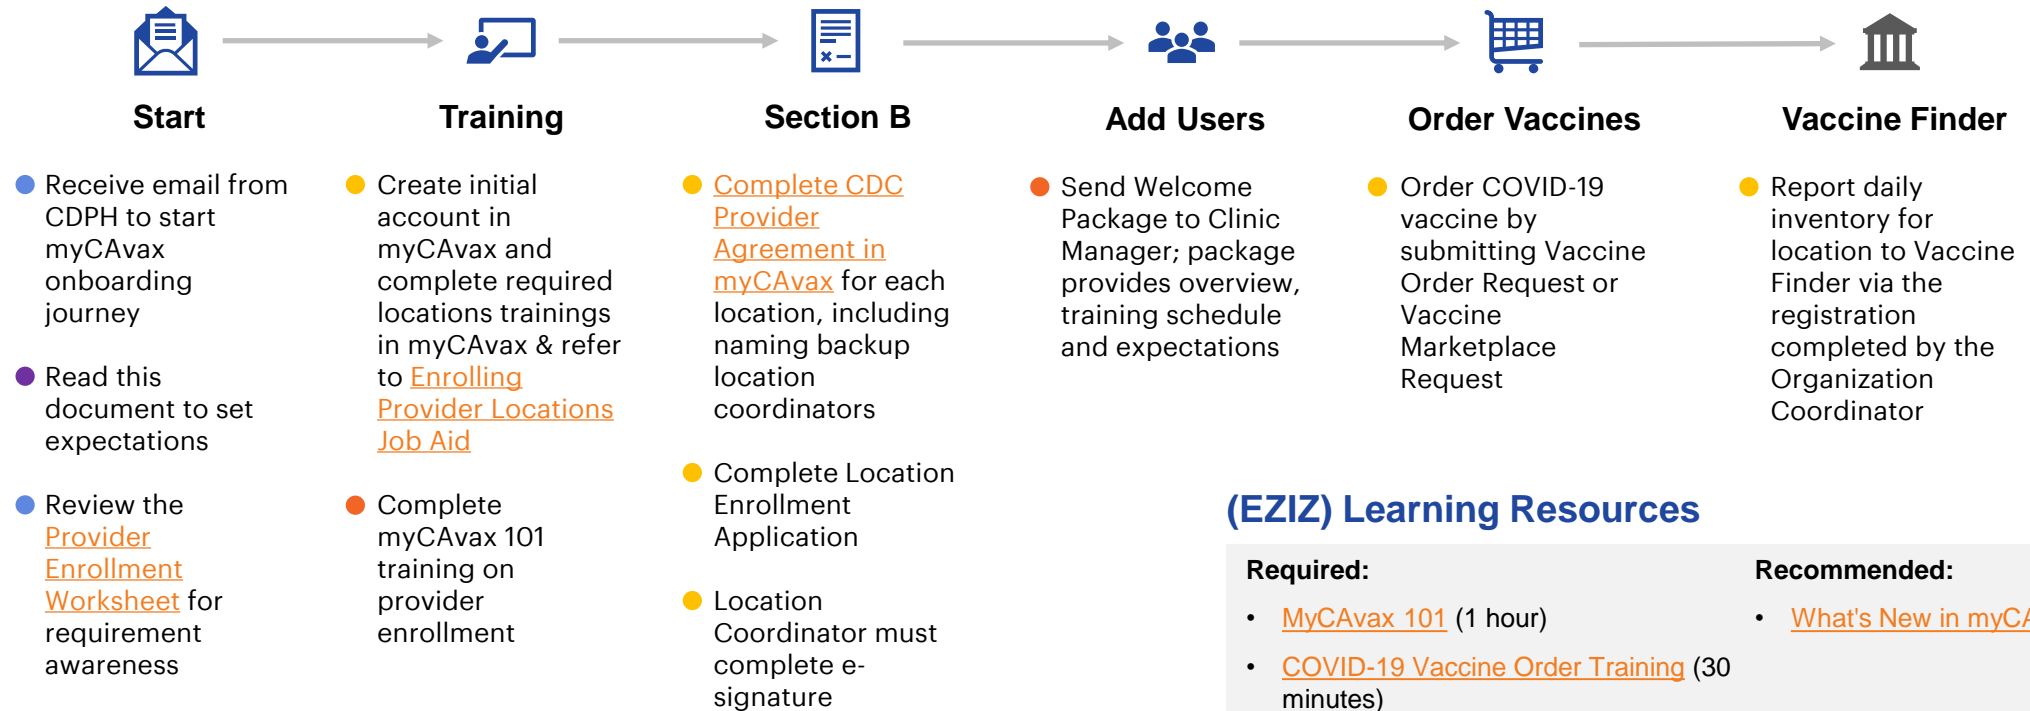 Start
Receive email from
CDPH to start
myCAvax
onboarding
journey
Read this
document to set
expectations
Review the
Provider
Enrollment
Worksheet for
requirement
awareness
Training
Create initial
account in
myCAvax and
complete required
locations trainings
in myCAvax & refer
to Enrolling
Provider Locations
Job Aid
Complete
myCAvax 101
training on
provider
enrollment
Section B
Complete CDC
Provider
Agreement in
myCAvax for each
location, including
naming backup
location
coordinators
Complete Location
Enrollment
Application
Location
Coordinator must
complete e-
signature
Add Users
Send Welcome
Package to Clinic
Manager; package
provides overview,
training schedule
and expectations
Order Vaccines
Order COVID-19
vaccine by
submitting Vaccine
Order Request or
Vaccine
Marketplace
Request
Vaccine Finder
Report daily
inventory for
location to Vaccine
Finder via the
registration
completed by the
Organization
Coordinator
(EZIZ) Learning Resources
Required:
• MyCAvax 101 (1 hour)
• COVID-19 Vaccine Order Training (30
minutes)
Recommended:
• What's New in